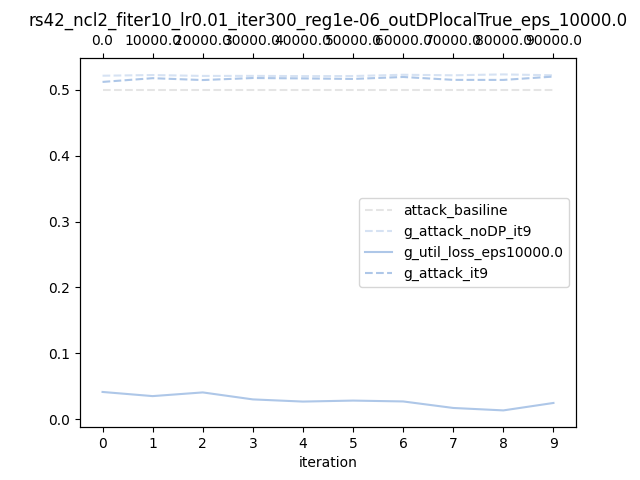 rs42_ncl2_fiter10_lr0.01_iter300_reg1e-06_outDPlocalTrue_eps_10000.0
0.0 10000.0 20000.0 30000.0 40000.0 50000.0 60000.0 70000.0 80000.0 90000.0
0.5
0.4
0.3
0.2
0.1
0.0
attack_basiline
g_attack_noDP_it9
g_util_loss_eps10000.0
g_attack_it9
0 1 2 3 4 5 6 7 8 9
iteration